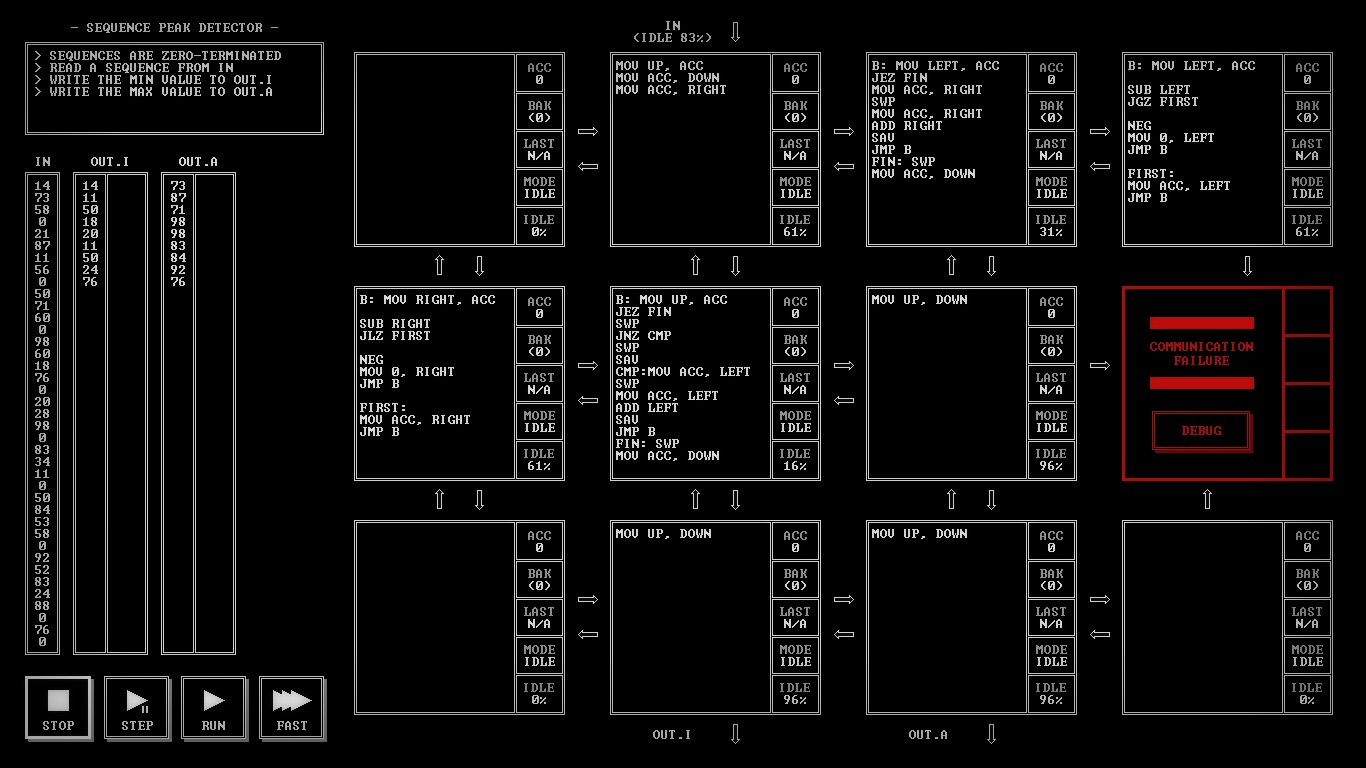 - SEQUENCE PEAK DETECTOR -
> SEQUENCES ARE ZERO-TERMINATED
> READ A SEQUENCE FROM IN
> WRITE THE MIN VALUE TO OUT.I
> WRITE THE MAX VALUE TO OUT.A
IN OUT.I OUT.A
14 14 73
73 11 87
58 50 71
0 18 98
21 20 98
87 11 83
11 50 84
56 24 92
0 76 76
50
71
60
0
98
60
18
76
0
20
28
98
0
83
34
11
0
50
84
53
58
0
92
52
83
24
88
0
76
0
STOP
STEP
RUN
FAST
IN
(IDLE 83%)
ACC
0
BAK
(0)
LAST
N/A
MODE
IDLE
IDLE
0%
MOV UP, ACC
MOV ACC, DOWN
MOV ACC, RIGHT
ACC
0
BAK
(0)
LAST
N/A
MODE
IDLE
IDLE
61%
B: MOV LEFT, ACC
JEZ FIN
MOV ACC, RIGHT
SWP
MOV ACC, RIGHT
ADD RIGHT
SAV
JMP B
FIN: SWP
MOV ACC, DOWN
ACC
0
BAK
(0)
LAST
N/A
MODE
IDLE
IDLE
31%
B: MOV LEFT, ACC
SUB LEFT
JGZ FIRST
NEG
MOV 0, LEFT
JMP B
FIRST:
MOV ACC, LEFT
JMP B
ACC
0
BAK
(0)
LAST
N/A
MODE
IDLE
IDLE
61%
B: MOV RIGHT, ACC
SUB RIGHT
JLZ FIRST
NEG
MOV 0, RIGHT
JMP B
FIRST:
MOV ACC, RIGHT
JMP B
ACC
0
BAK
(0)
LAST
N/A
MODE
IDLE
IDLE
61%
B: MOV UP, ACC
JEZ FIN
SWP
JNZ CMP
SWP
SAV
CMP:MOV ACC, LEFT
SWP
MOV ACC, LEFT
ADD LEFT
SAV
JMP B
FIN: SWP
MOV ACC, DOWN
ACC
0
BAK
(0)
LAST
N/A
MODE
IDLE
IDLE
16%
MOV UP, DOWN
ACC
0
BAK
(0)
LAST
N/A
MODE
IDLE
IDLE
96%
COMMUNICATION
FAILURE
DEBUG
ACC
0
BAK
(0)
LAST
N/A
MODE
IDLE
IDLE
0%
MOV UP, DOWN
ACC
0
BAK
(0)
LAST
N/A
MODE
IDLE
IDLE
96%
MOV UP, DOWN
ACC
0
BAK
(0)
LAST
N/A
MODE
IDLE
IDLE
96%
ACC
0
BAK
(0)
LAST
N/A
MODE
IDLE
IDLE
0%
OUT.I
OUT.A